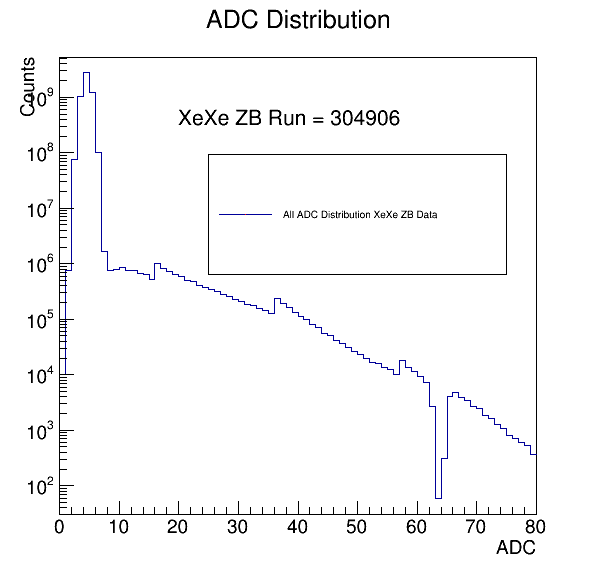 ADC Distribution
Counts
XeXe ZB Run = 304906
All ADC Distribution XeXe ZB Data
10^9
10^8
10^7
10^6
10^5
10^4
10^3
10^2
0 10 20 30 40 50 60 70 80
ADC